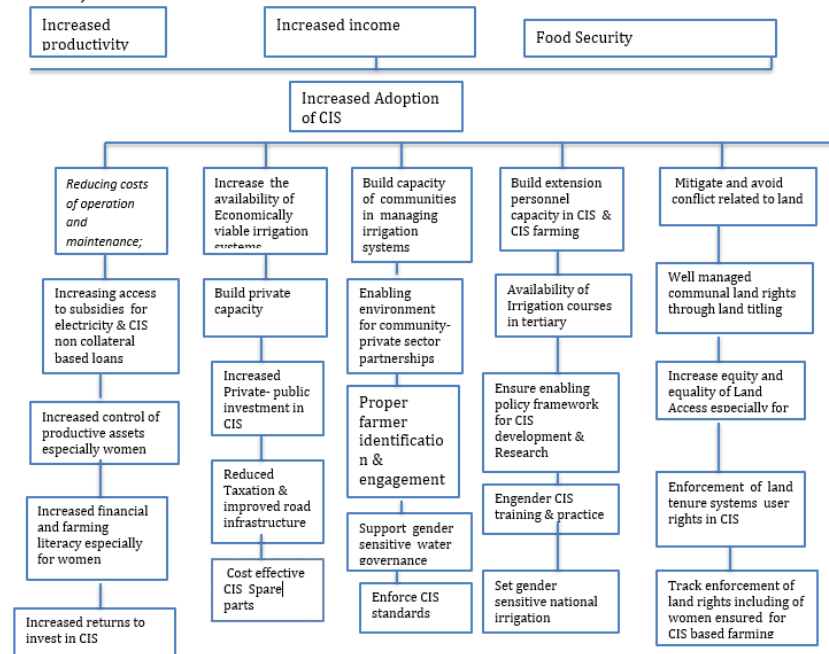 Increased
productivity
Increased income
Food Security
Increased Adoption
of CIS
Reducing costs
of operation
and
maintenance;
Increase the
availability of
Economically
viable irrigation
systems
Build capacity
of communities
in managing
irrigation
systems
Build extension
personnel
capacity in CIS &
CIS farming
Mitigate and avoid
conflict related to land
Increasing access
to subsidies for
electricity & CIS
non collateral
based loans
Build private
capacity
Enabling
environment
for community-
private sector
partnerships
Availability of
Irrigation courses
in tertiary
Well managed
communal land rights
through land titling
Increased control of
productive assets
especially women
Increased
Private- public
investment in
CIS
Proper
farmer
identificatio
n &
engagement
Ensure enabling
policy framework
for CIS
development &
Research
Increase equity and
equality of Land
Access especially for
Increased financial
and farming
literacy especially
for women
Reduced
Taxation &
improved road
infrastructure
Support gender
sensitive water
governance
Engender CIS
training & practice
Enforcement of land
tenure systems user
rights in CIS
Increased returns to
invest in CIS
Cost effective
CIS Spare
parts
Enforce CIS
standards
Set gender
sensitive national
irrigation
Track enforcement of
land rights including of
women ensured for
CIS based farming